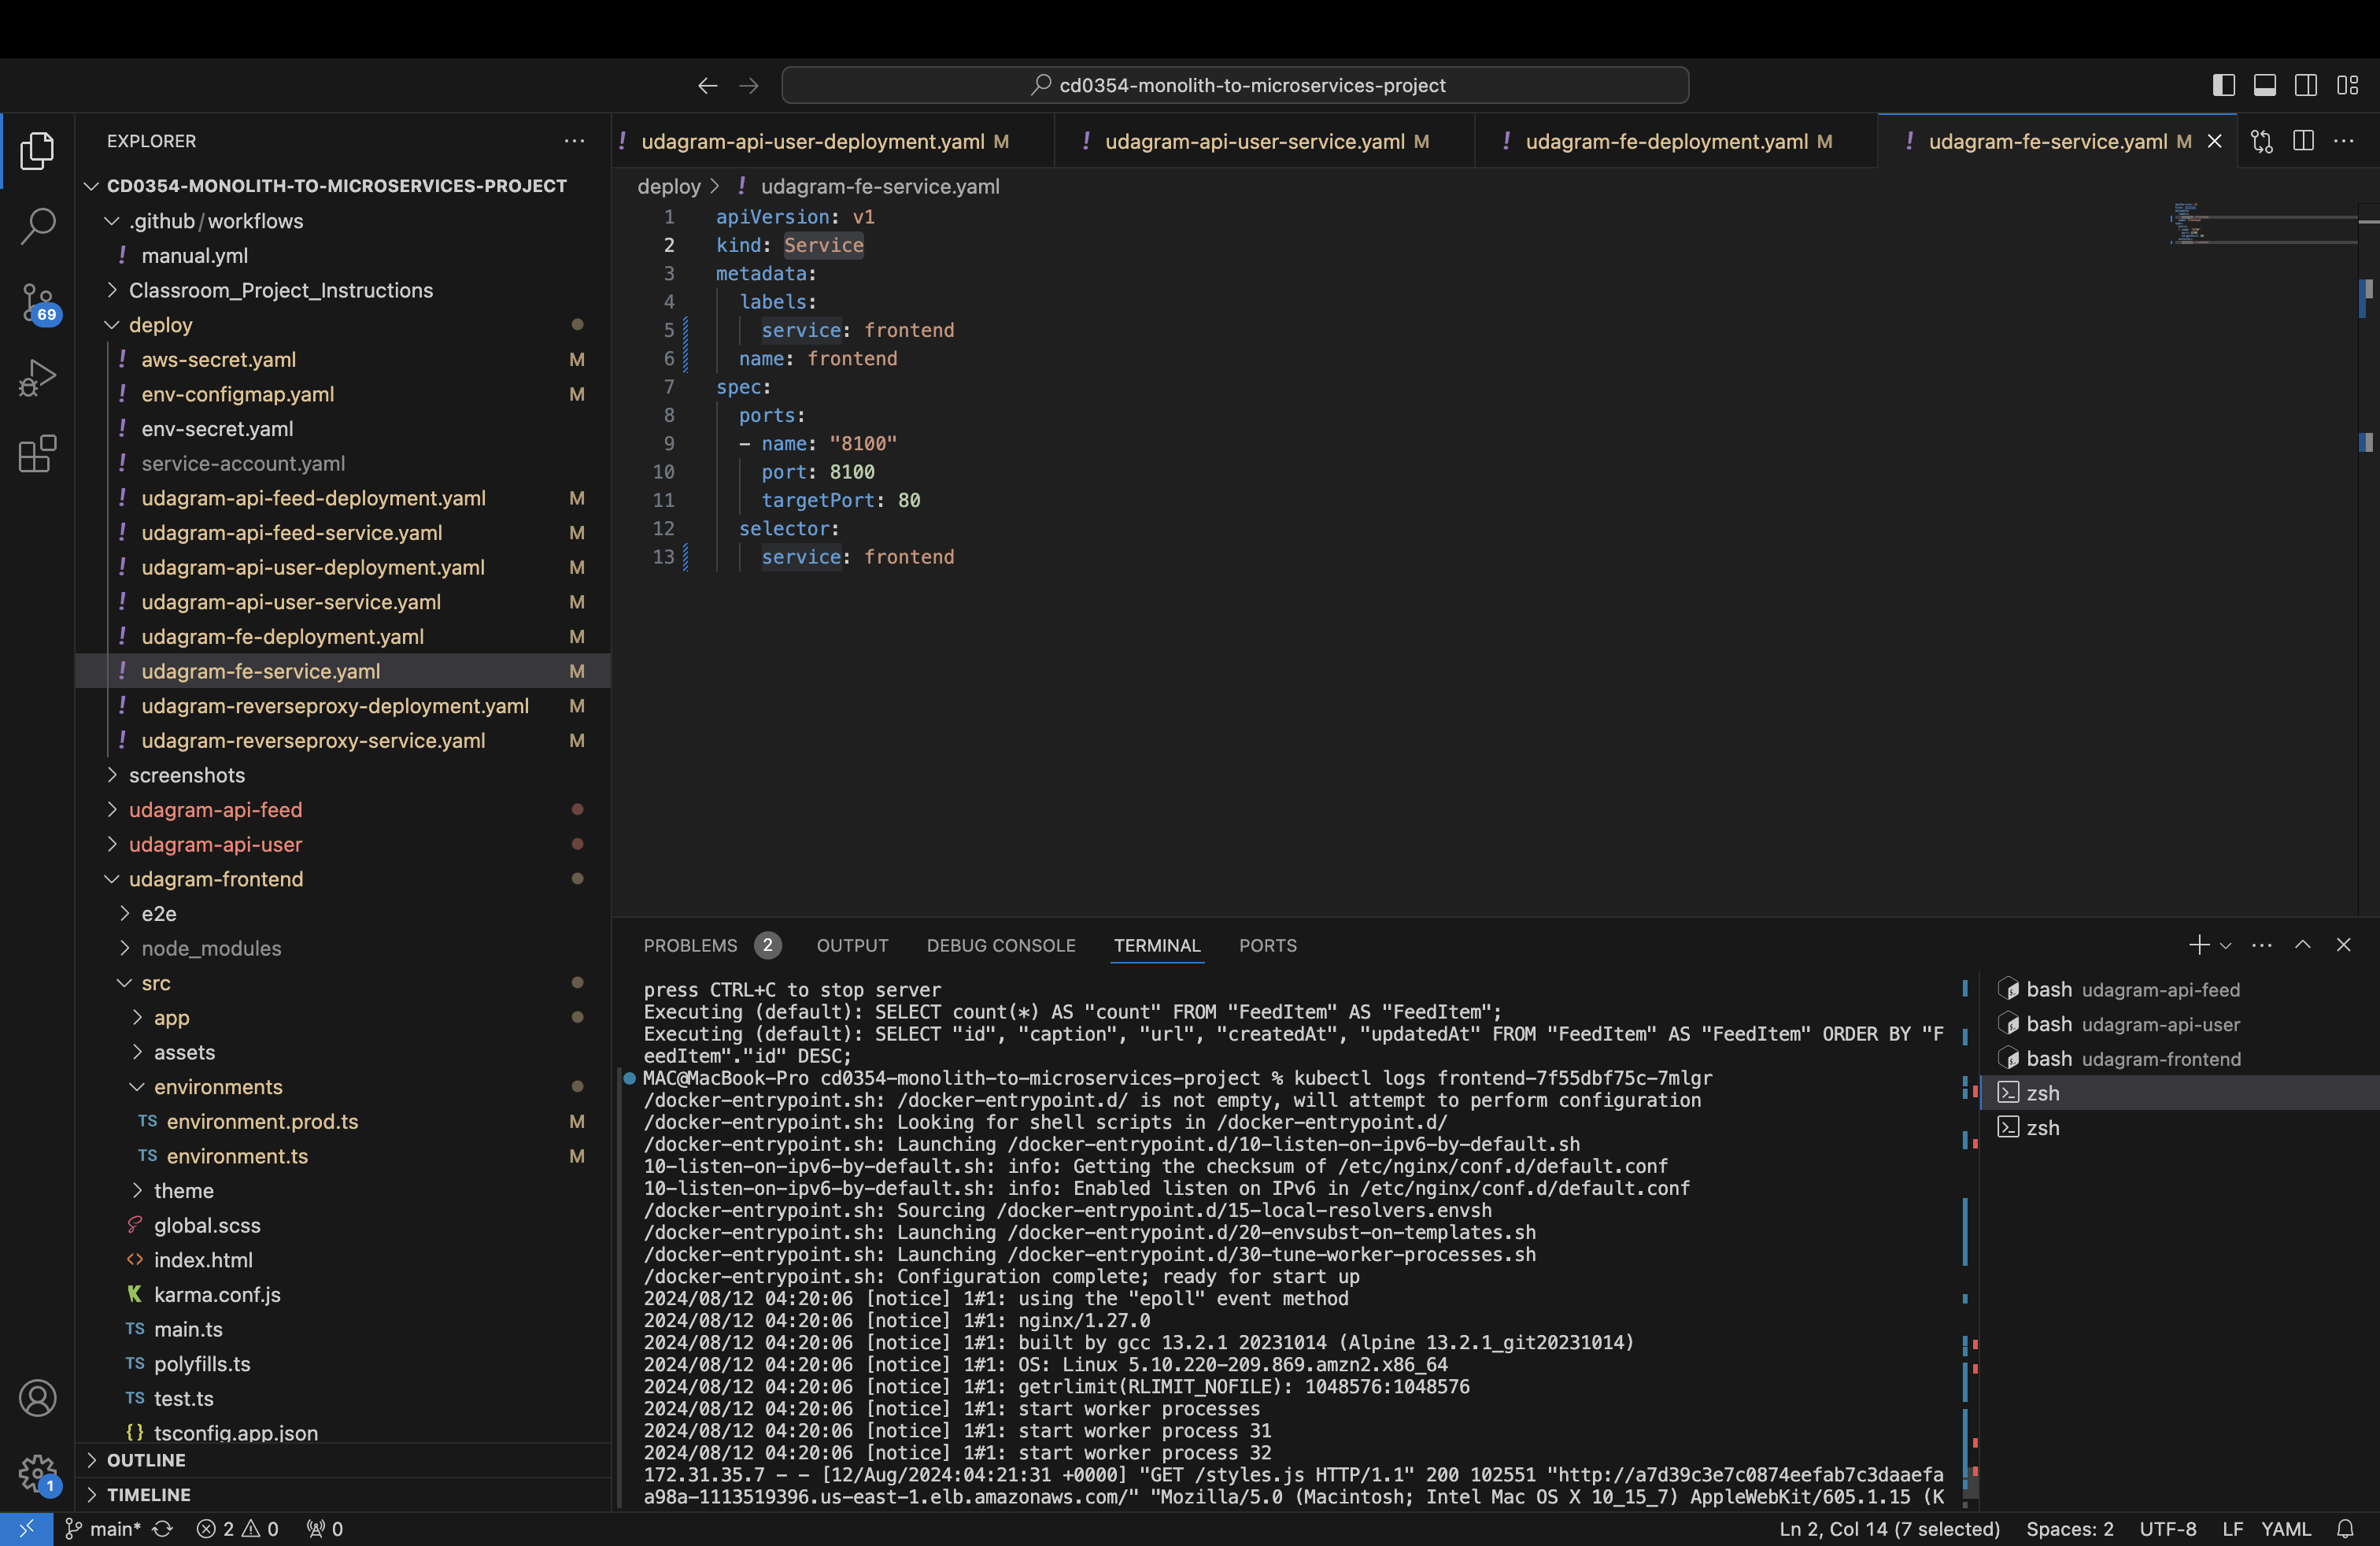 cd0354-monolith-to-microservices-project
EXPLORER
CD0354-MONOLITH-TO-MICROSERVICES-PROJECT
.github/workflows
! manual.yml
Classroom_Project_Instructions
deploy
! aws-secret.yaml M
! env-configmap.yaml M
! env-secret.yaml
! service-account.yaml
! udagram-api-feed-deployment.yaml M
! udagram-api-feed-service.yaml M
! udagram-api-user-deployment.yaml M
! udagram-api-user-service.yaml M
! udagram-fe-deployment.yaml M
! udagram-fe-service.yaml M
! udagram-reverseproxy-deployment.yaml M
! udagram-reverseproxy-service.yaml M
screenshots
udagram-api-feed
udagram-api-user
udagram-frontend
e2e
node_modules
src
app
assets
environments
TS environment.prod.ts M
TS environment.ts M
theme
global.scss
<> index.html
K karma.conf.js
TS main.ts
TS polyfills.ts
TS test.ts
{} tsconfig.app.json
OUTLINE
TIMELINE
69
1
! udagram-api-user-deployment.yaml M
! udagram-api-user-service.yaml M
! udagram-fe-deployment.yaml M
! udagram-fe-service.yaml M
deploy > ! udagram-fe-service.yaml
1 apiVersion: v1
2 kind: Service
3 metadata:
4 labels:
5 service: frontend
6 name: frontend
7 spec:
8 ports:
9 - name: "8100"
10 port: 8100
11 targetPort: 80
12 selector:
13 service: frontend
PROBLEMS 2 OUTPUT DEBUG CONSOLE TERMINAL PORTS
press CTRL+C to stop server
Executing (default): SELECT count(*) AS "count" FROM "FeedItem" AS "FeedItem";
Executing (default): SELECT "id", "caption", "url", "createdAt", "updatedAt" FROM "FeedItem" AS "FeedItem" ORDER BY "F
eedItem"."id" DESC;
MAC@MacBook-Pro cd0354-monolith-to-microservices-project % kubectl logs frontend-7f55dbf75c-7mlgr
/docker-entrypoint.sh: /docker-entrypoint.d/ is not empty, will attempt to perform configuration
/docker-entrypoint.sh: Looking for shell scripts in /docker-entrypoint.d/
/docker-entrypoint.sh: Launching /docker-entrypoint.d/10-listen-on-ipv6-by-default.sh
10-listen-on-ipv6-by-default.sh: info: Getting the checksum of /etc/nginx/conf.d/default.conf
10-listen-on-ipv6-by-default.sh: info: Enabled listen on IPv6 in /etc/nginx/conf.d/default.conf
/docker-entrypoint.sh: Sourcing /docker-entrypoint.d/15-local-resolvers.envsh
/docker-entrypoint.sh: Launching /docker-entrypoint.d/20-envsubst-on-templates.sh
/docker-entrypoint.sh: Launching /docker-entrypoint.d/30-tune-worker-processes.sh
/docker-entrypoint.sh: Configuration complete; ready for start up
2024/08/12 04:20:06 [notice] 1#1: using the "epoll" event method
2024/08/12 04:20:06 [notice] 1#1: nginx/1.27.0
2024/08/12 04:20:06 [notice] 1#1: built by gcc 13.2.1 20231014 (Alpine 13.2.1_git20231014)
2024/08/12 04:20:06 [notice] 1#1: OS: Linux 5.10.220-209.869.amzn2.x86_64
2024/08/12 04:20:06 [notice] 1#1: getrlimit(RLIMIT_NOFILE): 1048576:1048576
2024/08/12 04:20:06 [notice] 1#1: start worker processes
2024/08/12 04:20:06 [notice] 1#1: start worker process 31
2024/08/12 04:20:06 [notice] 1#1: start worker process 32
172.31.35.7 - - [12/Aug/2024:04:21:31 +0000] "GET /styles.js HTTP/1.1" 200 102551 "http://a7d39c3e7c0874eefab7c3daaefa
a98a-1113519396.us-east-1.elb.amazonaws.com/" "Mozilla/5.0 (Macintosh; Intel Mac OS X 10_15_7) AppleWebKit/605.1.15 (K
bash udagram-api-feed
bash udagram-api-user
bash udagram-frontend
zsh
zsh
main* 2 0 0
Ln 2, Col 14 (7 selected) Spaces: 2 UTF-8 LF YAML